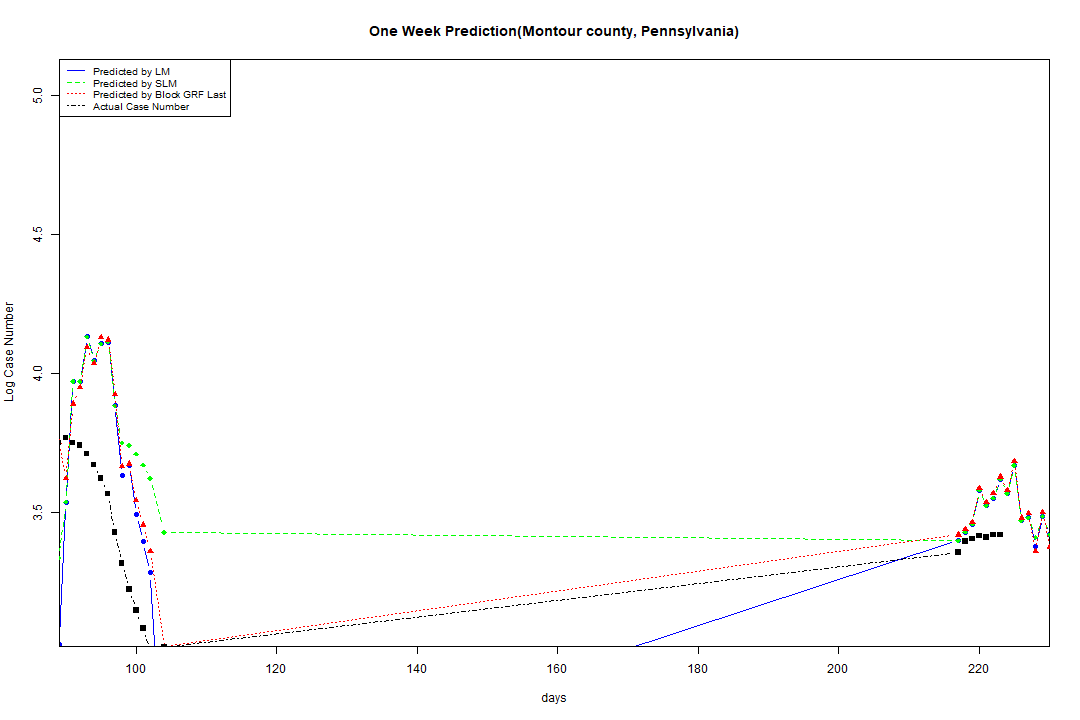 One Week Prediction(Montour county, Pennsylvania)
Predicted by LM
Predicted by SLM
Predicted by Block GRF Last
Actual Case Number
5.0
4.5
4.0
3.5
Log Case Number
100 120 140 160 180 200 220
days